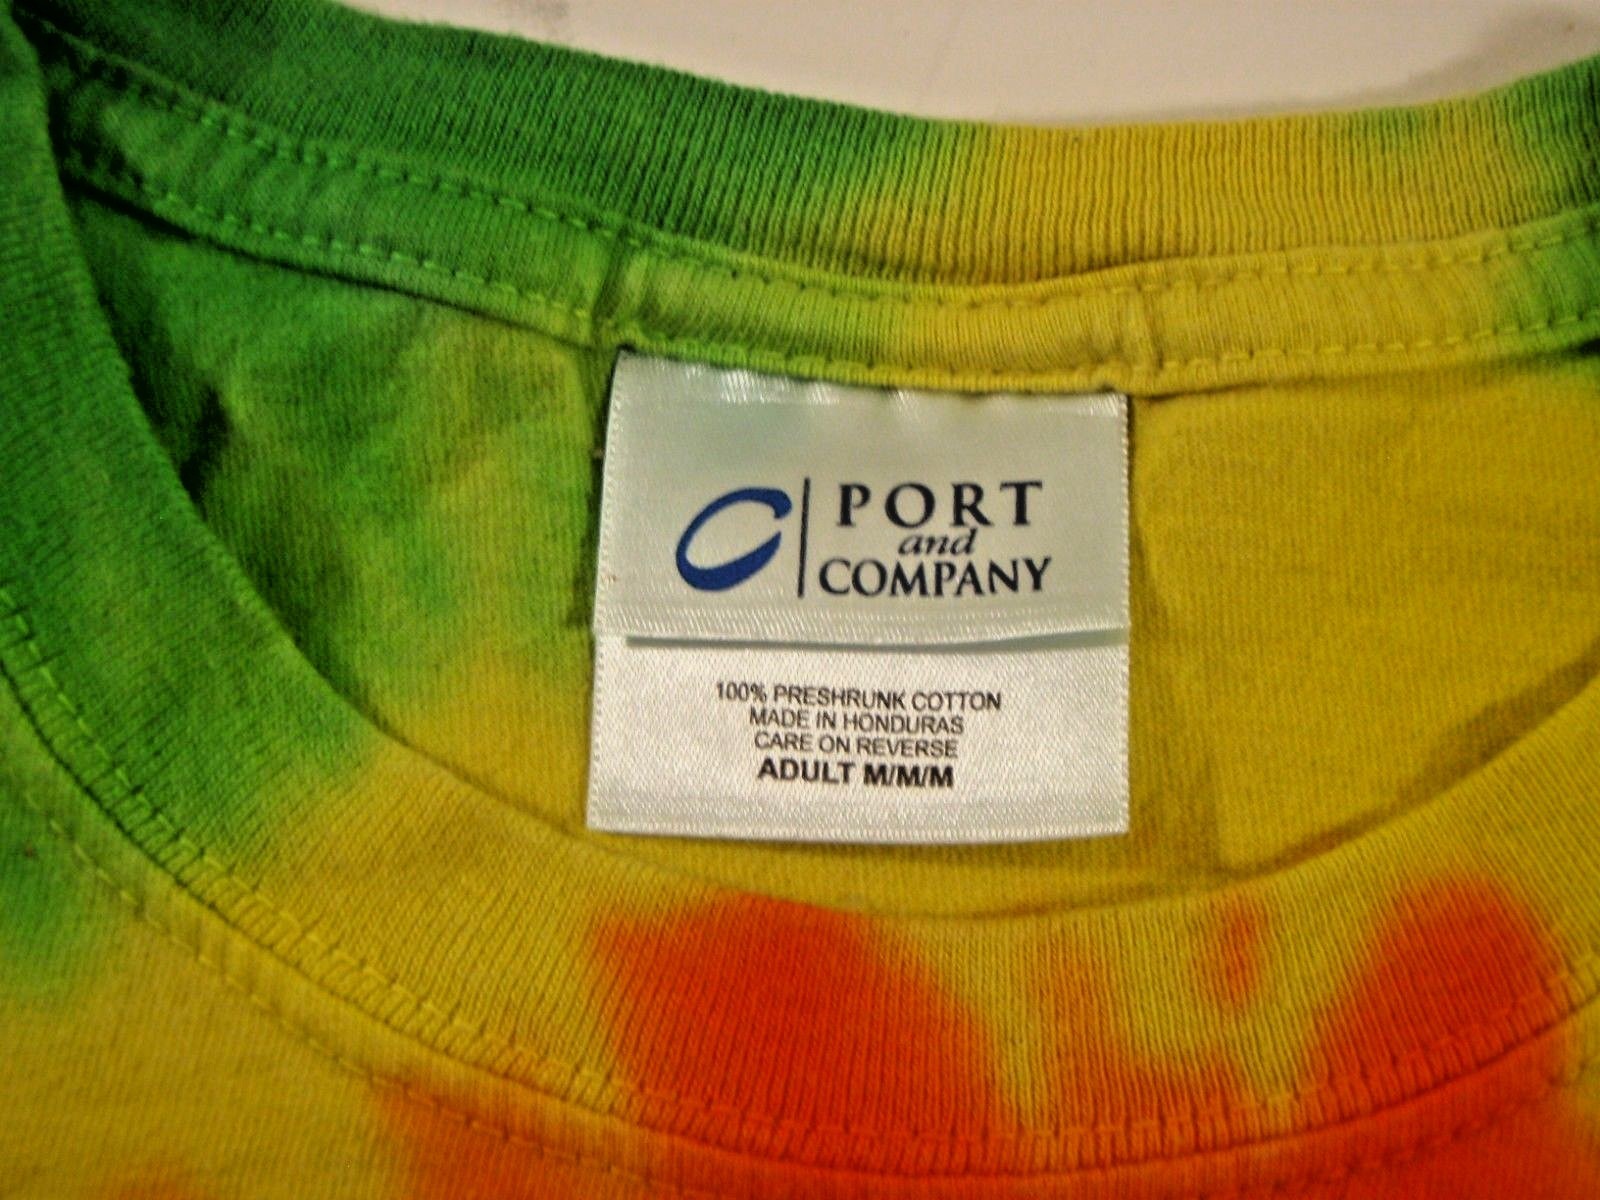 PORT
and
COMPANY
100% PRESHRUNK COTTON
MADE IN HONDURAS
CARE ON REVERSE
ADULT M/M/M